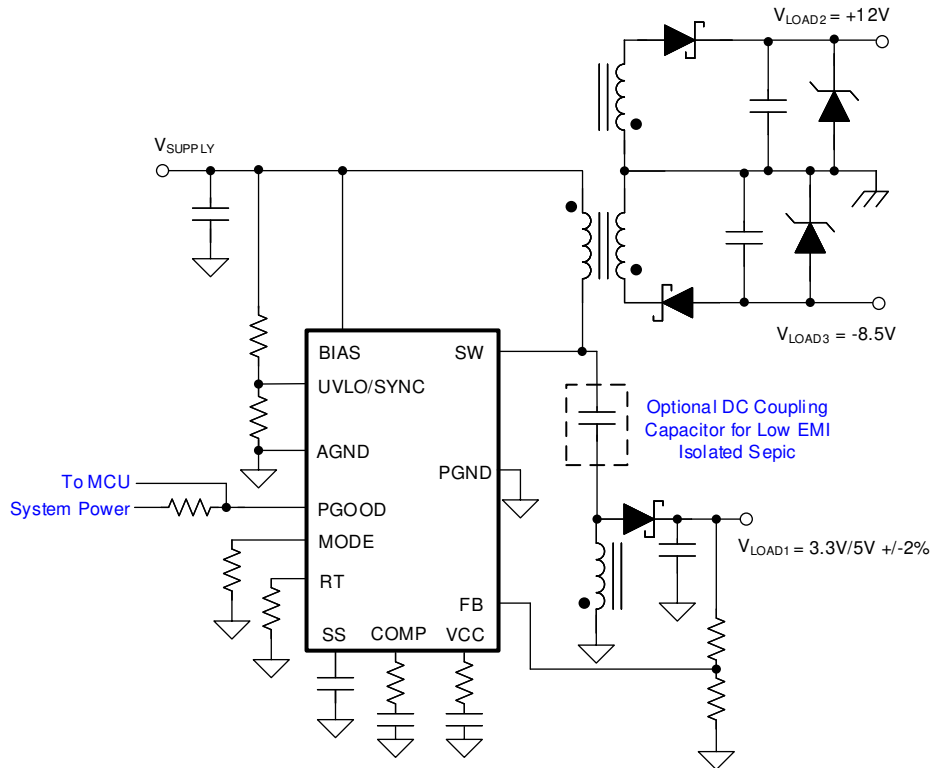 VLOAD2 = +12V
VSUPPLY
VLOAD3 = -8.5V
BIAS
SW
UVLO/SYNC
Optional DC Coupling
Capacitor for Low EMI
Isolated Sepic
AGND
PGND
To MCU
System Power
PGOOD
MODE
VLOAD1 = 3.3V/5V +/-2%
RT
FB
SS
COMP
VCC